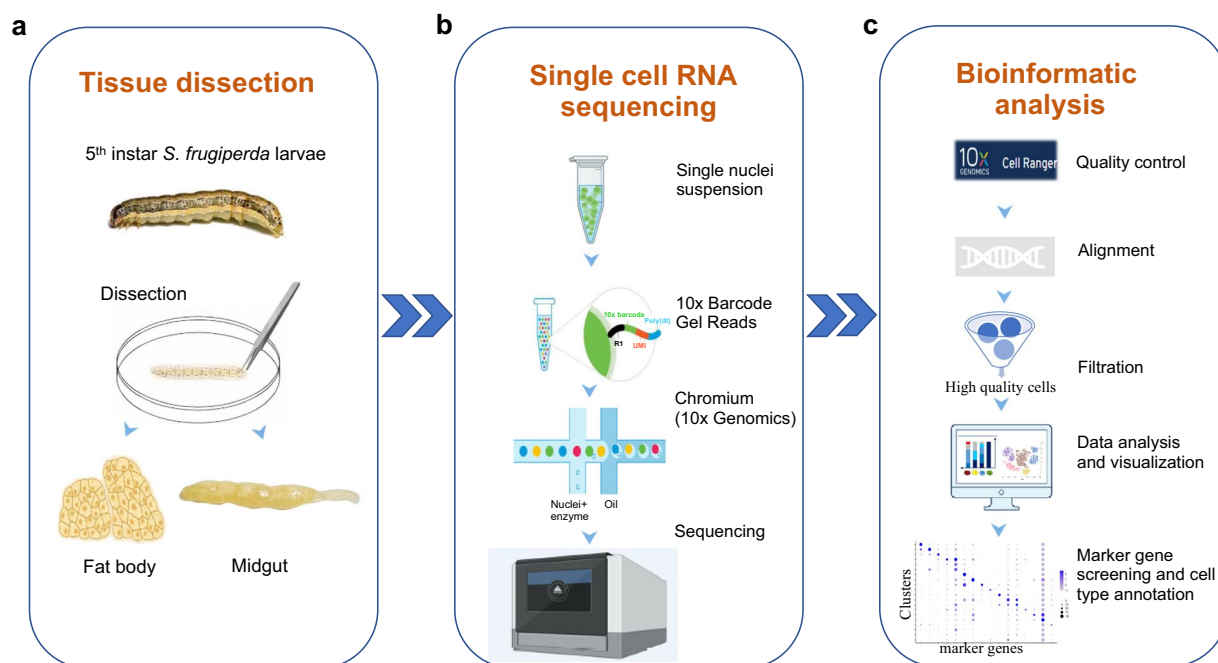 a
Tissue dissection
5th instar S. frugiperda larvae
Dissection
Fat body
Midgut
b
Single cell RNA
sequencing
Single nuclei
suspension
10x Barcode
Gel Reads
10x barcode
Poly(dt)
R1
UMI
Chromium
(10x Genomics)
Nuclei+
enzyme
Oil
Sequencing
c
Bioinformatic
analysis
10x
GENOMICS
Cell Ranger
Quality control
Alignment
Filtration
High quality cells
Data analysis
and visualization
Marker gene
screening and cell
type annotation
Clusters
marker genes